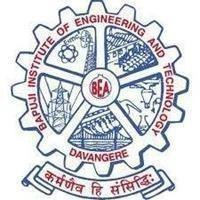 BAPUJI INSTITUTE OF ENGINEERING AND TECHNOLOGY
BEA
DAVANGERE
कर्मणैव हि संसिद्धिः